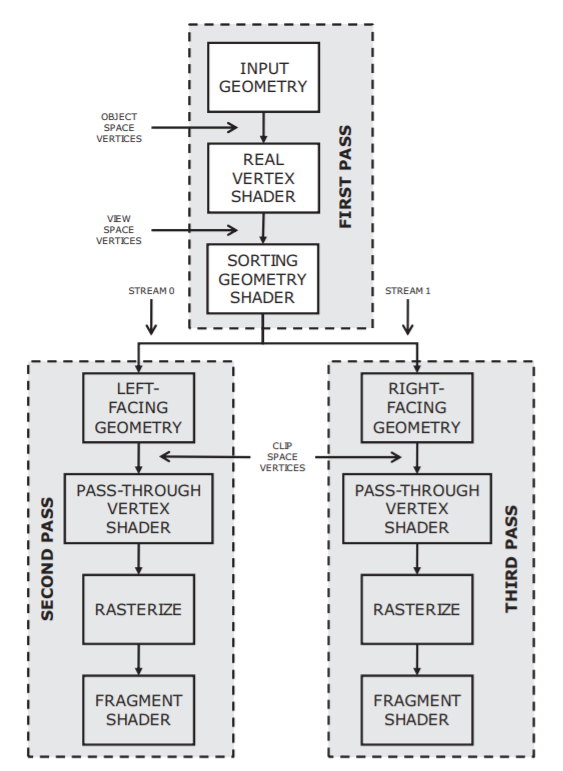 INPUT
GEOMETRY
OBJECT
SPACE
VERTICES
REAL
VERTEX
SHADER
FIRST PASS
VIEW
SPACE
VERTICES
SORTING
GEOMETRY
SHADER
STREAM 0
STREAM 1
LEFT-
FACING
GEOMETRY
RIGHT-
FACING
GEOMETRY
CLIP
SPACE
VERTICES
PASS-THROUGH
VERTEX
SHADER
PASS-THROUGH
VERTEX
SHADER
SECOND PASS
THIRD PASS
RASTERIZE
RASTERIZE
FRAGMENT
SHADER
FRAGMENT
SHADER